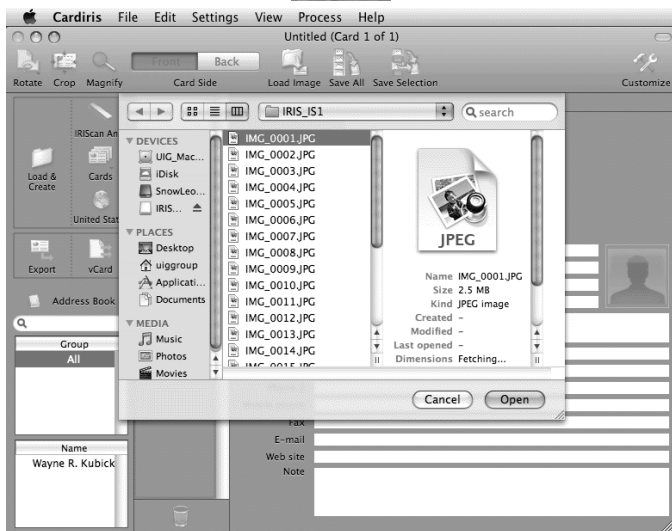 Cardiris File Edit Settings View Process Help
Untitled (Card 1 of 1)
Front Back
Rotate Crop Magnify Card Side Load Image Save All Save Selection Customize
IRIS_IS1
search
IRIScan An
Load & Create
Cards
United Stat
Export vCard
Address Book
Group
All
Name
Wayne R. Kubick
DEVICES
UIG_Mac...
iDisk
SnowLeo...
IRIS...
PLACES
Desktop
uiggroup
Applicati...
Documents
MEDIA
Music
Photos
Movies
IMG_0001.JPG
IMG_0002.JPG
IMG_0003.JPG
IMG_0004.JPG
IMG_0005.JPG
IMG_0006.JPG
IMG_0007.JPG
IMG_0008.JPG
IMG_0009.JPG
IMG_0010.JPG
IMG_0011.JPG
IMG_0012.JPG
IMG_0013.JPG
IMG_0014.JPG
IMG_0015.JPG
JPEG
Name IMG_0001.JPG
Size 2.5 MB
Kind JPEG image
Created –
Modified –
Last opened –
Dimensions Fetching...
Cancel Open
Fax
E-mail
Web site
Note